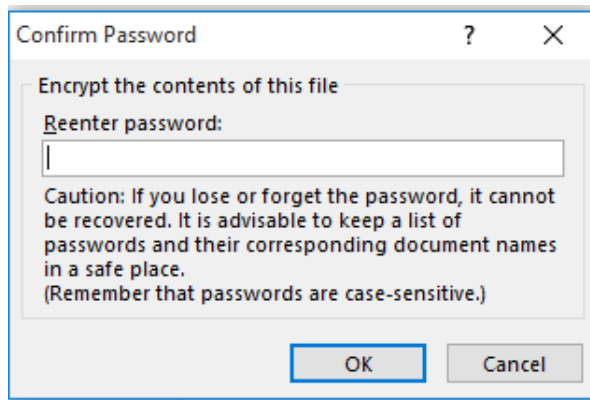 Confirm Password ?
Encrypt the contents of this file
Reenter password:
Caution: If you lose or forget the password, it cannot
be recovered. It is advisable to keep a list of
passwords and their corresponding document names
in a safe place.
(Remember that passwords are case-sensitive.)
OK Cancel